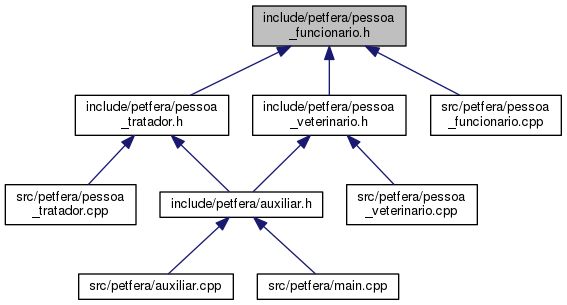 include/petfera/pessoa
_funcionario.h
include/petfera/pessoa
_tratador.h
include/petfera/pessoa
_veterinario.h
src/petfera/pessoa
_funcionario.cpp
src/petfera/pessoa
_tratador.cpp
include/petfera/auxiliar.h
src/petfera/pessoa
_veterinario.cpp
src/petfera/auxiliar.cpp
src/petfera/main.cpp